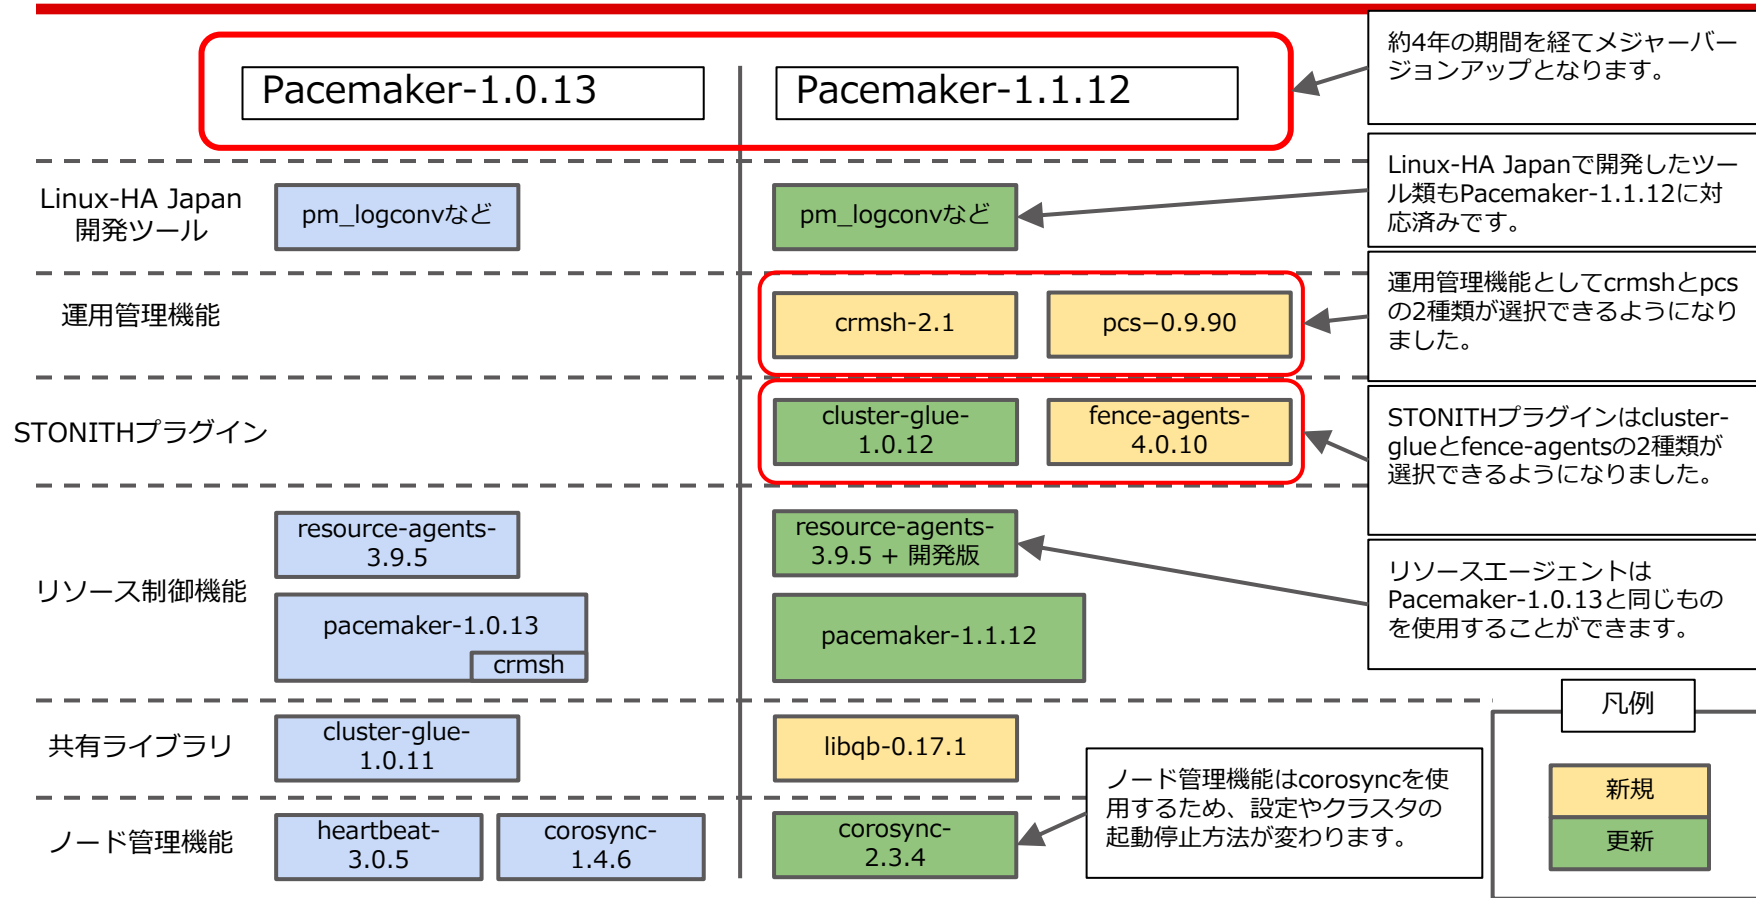 Pacemaker-1.0.13
Pacemaker-1.1.12
約4年の期間を経てメジャーバー
ジョンアップとなります。
Linux-HA Japan
開発ツール
pm_logconvなど
pm_logconvなど
Linux-HA Japanで開発したツー
ル類もPacemaker-1.1.12に対
応済みです。
運用管理機能
crmsh-2.1
pcs−0.9.90
運用管理機能としてcrmshとpcs
の2種類が選択できるようになり
ました。
STONITHプラグイン
cluster-glue-
1.0.12
fence-agents-
4.0.10
STONITHプラグインはcluster-
glueとfence-agentsの2種類が
選択できるようになりました。
リソース制御機能
resource-agents-
3.9.5
pacemaker-1.0.13
crmsh
resource-agents-
3.9.5 + 開発版
pacemaker-1.1.12
リソースエージェントは
Pacemaker-1.0.13と同じもの
を使用することができます。
共有ライブラリ
cluster-glue-
1.0.11
libqb-0.17.1
ノード管理機能
heartbeat-
3.0.5
corosync-
1.4.6
corosync-
2.3.4
ノード管理機能はcorosyncを使
用するため、設定やクラスタの
起動停止方法が変わります。
凡例
新規
更新